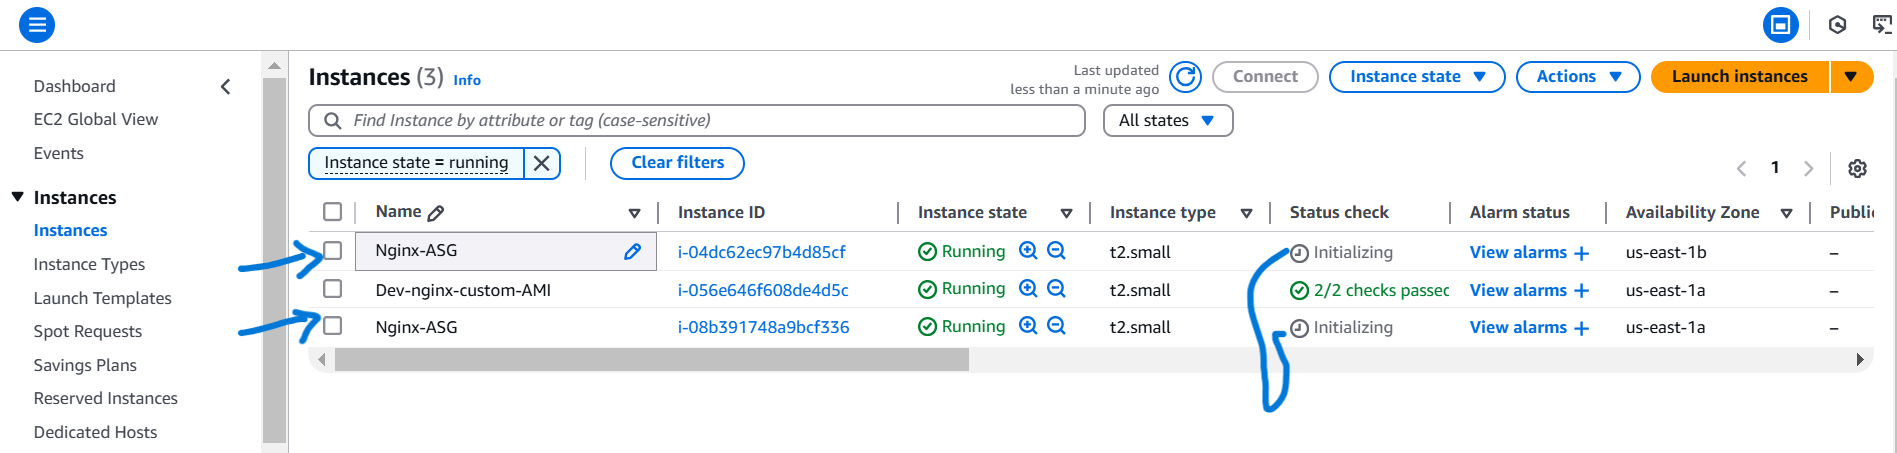 Dashboard
EC2 Global View
Events
Instances
Instances
Instance Types
Launch Templates
Spot Requests
Savings Plans
Reserved Instances
Dedicated Hosts
Instances (3) Info
Last updated
less than a minute ago
Connect
Instance state
Actions
Launch instances
Find Instance by attribute or tag (case-sensitive)
All states
Instance state = running
Clear filters
1
Name Instance ID Instance state Instance type Status check Alarm status Availability Zone Public
Nginx-ASG i-04dc62ec97b4d85cf Running t2.small Initializing View alarms + us-east-1b –
Dev-nginx-custom-AMI i-056e646f608de4d5c Running t2.small 2/2 checks passed View alarms + us-east-1a –
Nginx-ASG i-08b391748a9bcf336 Running t2.small Initializing View alarms + us-east-1a –